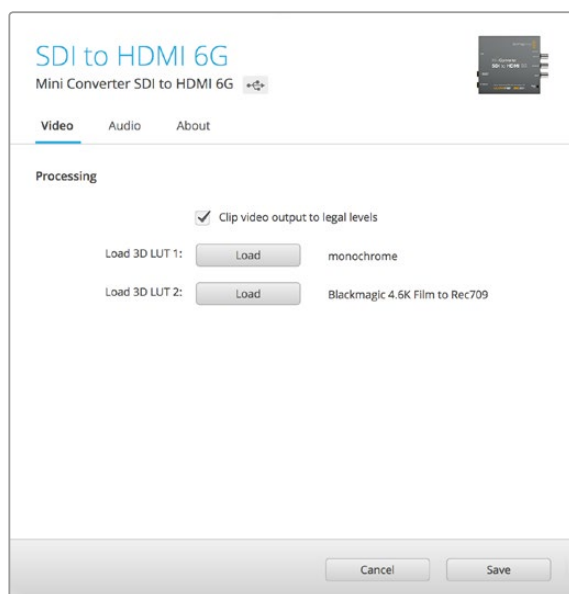 SDI to HDMI 6G
Mini Converter SDI to HDMI 6G
Video Audio About
Processing
Clip video output to legal levels
Load 3D LUT 1: Load monochrome
Load 3D LUT 2: Load Blackmagic 4.6K Film to Rec709
Cancel Save